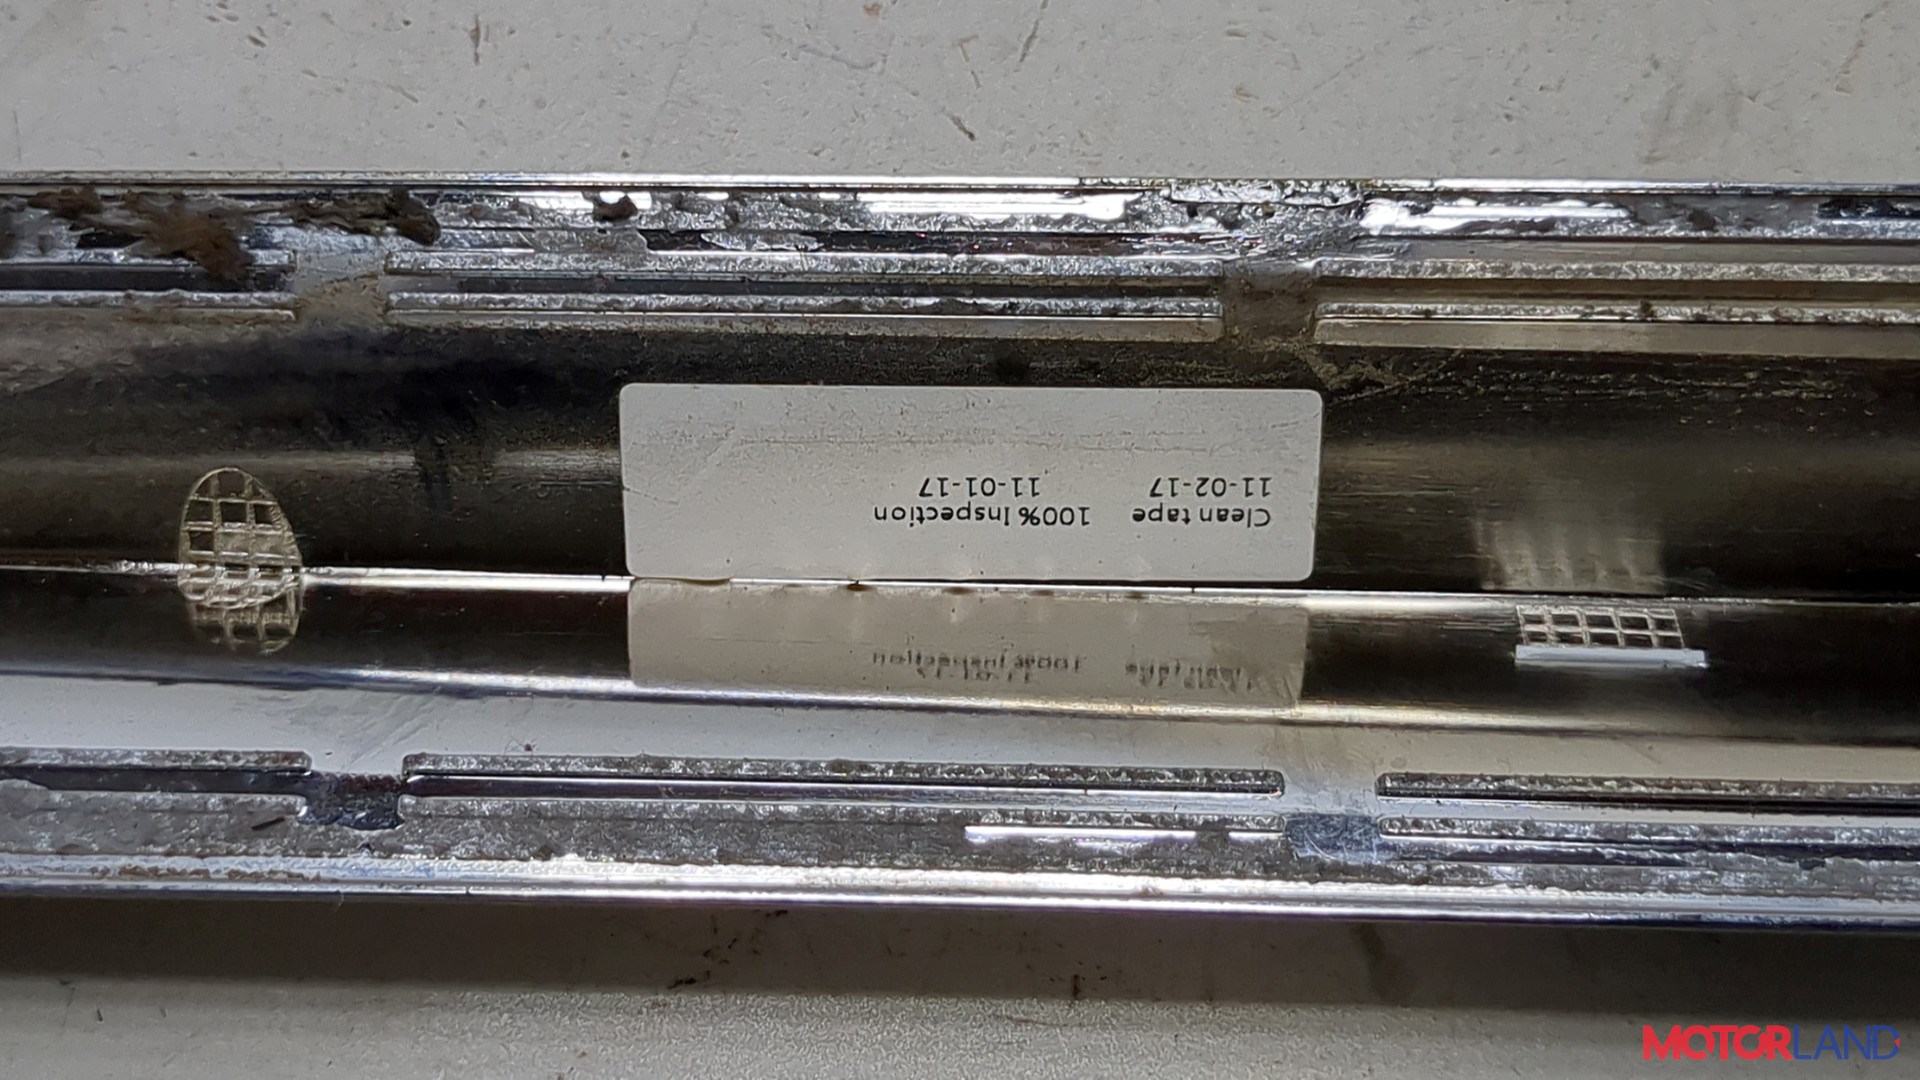 Clean tape 100% Inspection
11-02-17 11-01-17
MOTORLAND